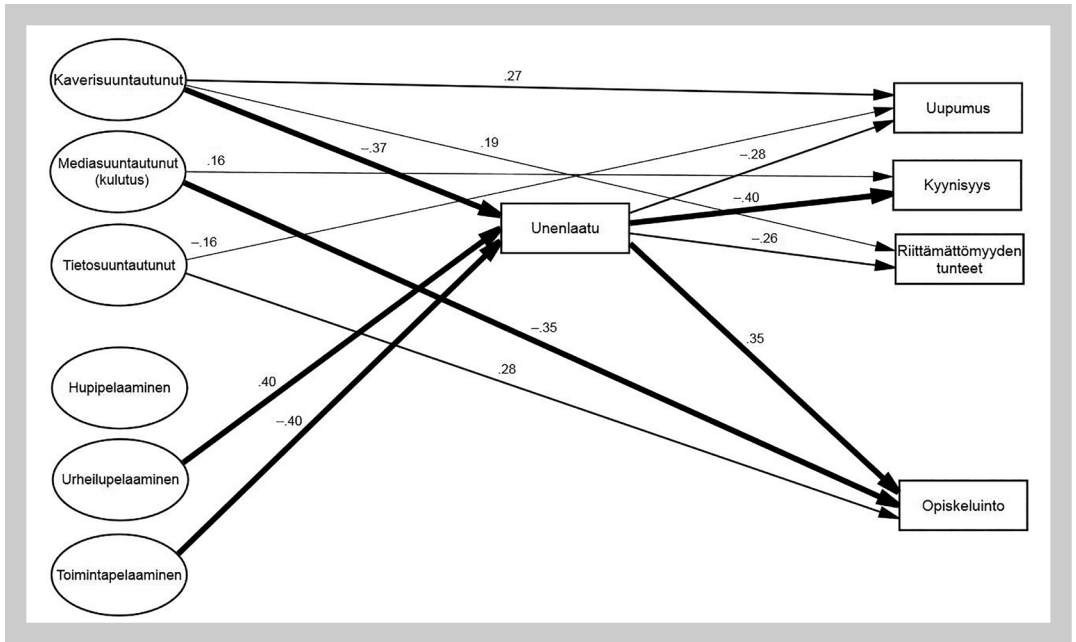 Kaverisuuntautunut
.27
Uupumus
–.37
.19
–.28
Mediasuuntautunut
(kulutus)
.16
Kyynisyys
–.40
Unenlaatu
–.16
–.26
Tietosuuntautunut
Riittämättömyyden
tunteet
–.35
.35
.28
Hupipelaaminen
.40
–.40
Urheilupelaaminen
Opiskeluinto
Toimintapelaaminen